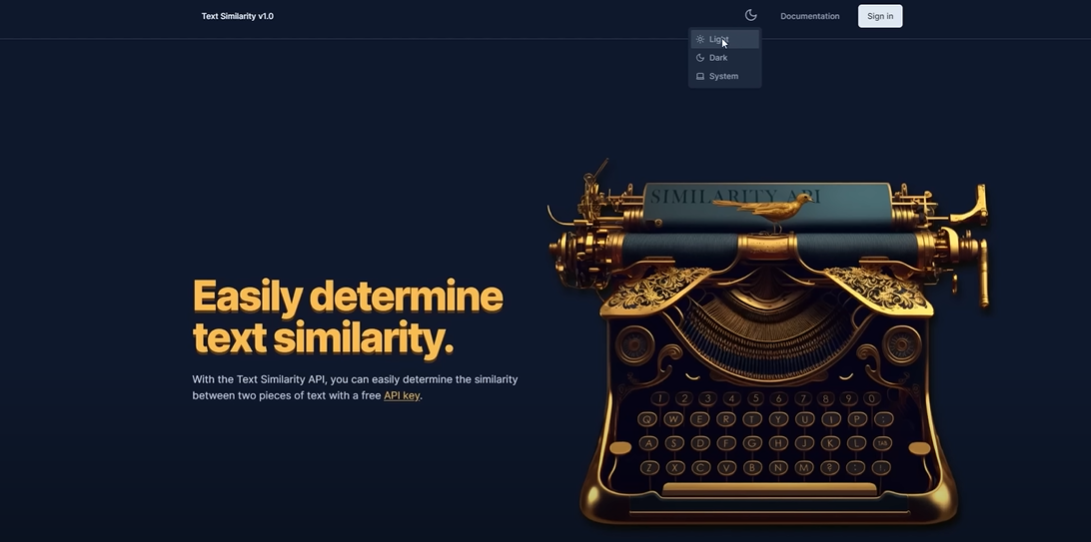 Text Similarity v1.0
Documentation
Sign in
Light
Dark
System
SIMILARITY API
Easily determine
text similarity.
With the Text Similarity API, you can easily determine the similarity
between two pieces of text with a free API key.
1 2 3 4 5 6 7 8 9 0
Q W E R T Y U I P :
A S D F G H J K L TAB
Z X C V B N M ? : !